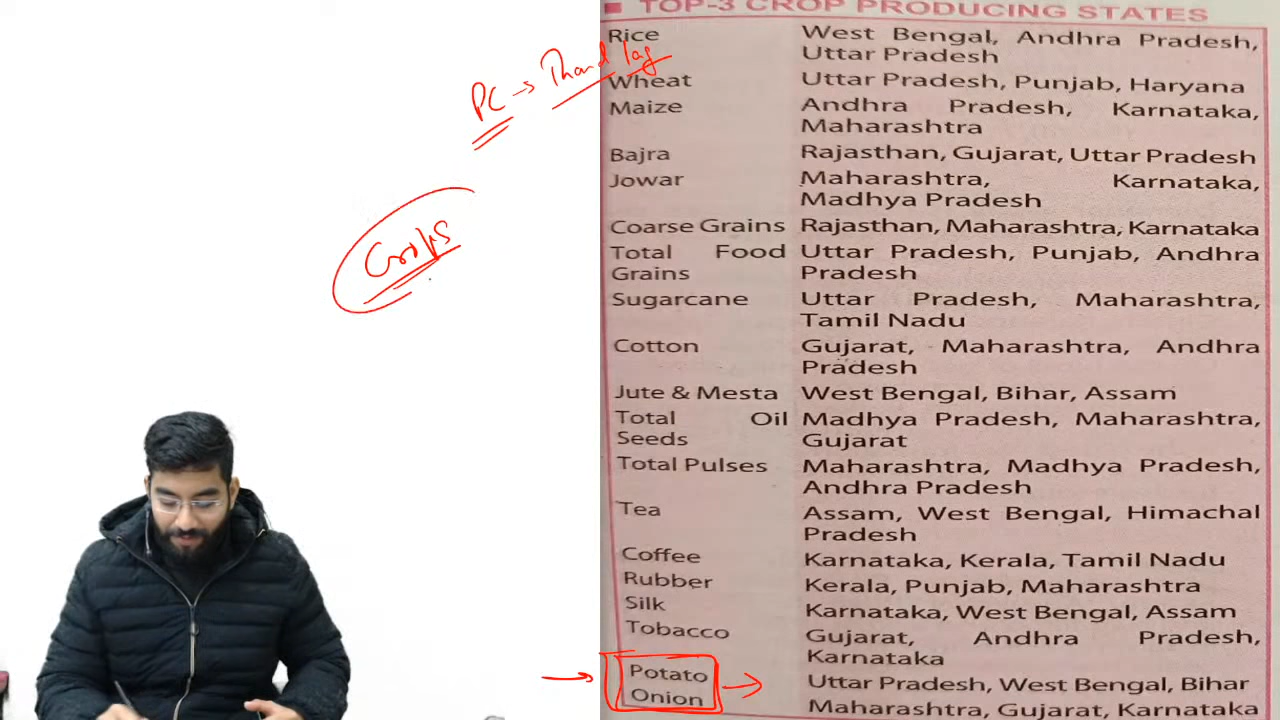 PC → Thand lag
Crops
TOP-3 CROP PRODUCING STATES
Rice West Bengal, Andhra Pradesh,
Uttar Pradesh
Wheat Uttar Pradesh, Punjab, Haryana
Maize Andhra Pradesh, Karnataka,
Maharashtra
Bajra Rajasthan, Gujarat, Uttar Pradesh
Jowar Maharashtra, Karnataka,
Madhya Pradesh
Coarse Grains Rajasthan, Maharashtra, Karnataka
Total Food Uttar Pradesh, Punjab, Andhra
Grains Pradesh
Sugarcane Uttar Pradesh, Maharashtra,
Tamil Nadu
Cotton Gujarat, Maharashtra, Andhra
Pradesh
Jute & Mesta West Bengal, Bihar, Assam
Total Oil Madhya Pradesh, Maharashtra,
Seeds Gujarat
Total Pulses Maharashtra, Madhya Pradesh,
Andhra Pradesh
Tea Assam, West Bengal, Himachal
Pradesh
Coffee Karnataka, Kerala, Tamil Nadu
Rubber Kerala, Punjab, Maharashtra
Silk Karnataka, West Bengal, Assam
Tobacco Gujarat, Andhra Pradesh,
Karnataka
Potato Uttar Pradesh, West Bengal, Bihar
Onion Maharashtra, Gujarat, Karnataka